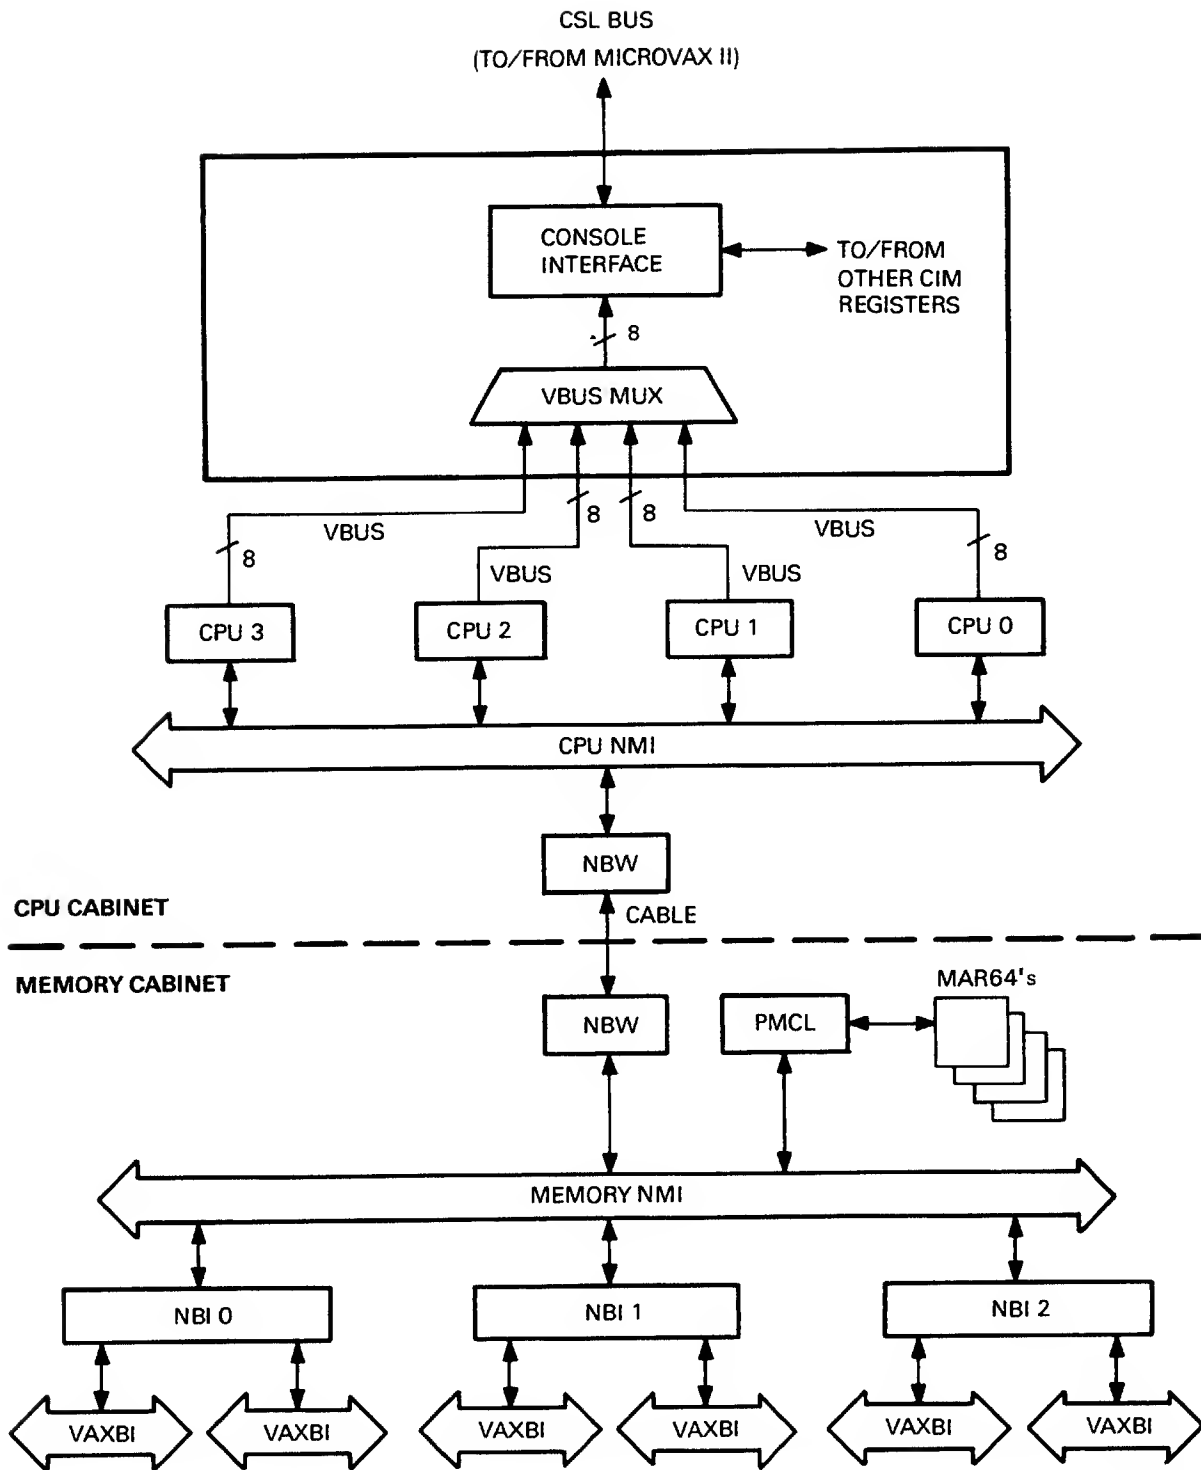 CSL BUS
(TO/FROM MICROVAX II)
CONSOLE
INTERFACE
TO/FROM
OTHER CIM
REGISTERS
8
VBUS MUX
8
8
VBUS
VBUS
8
8
VBUS
VBUS
CPU 3
CPU 2
CPU 1
CPU 0
CPU NMI
NBW
CPU CABINET
CABLE
MEMORY CABINET
MAR64's
NBW
PMCL
MEMORY NMI
NBI 0
NBI 1
NBI 2
VAXBI
VAXBI
VAXBI
VAXBI
VAXBI
VAXBI